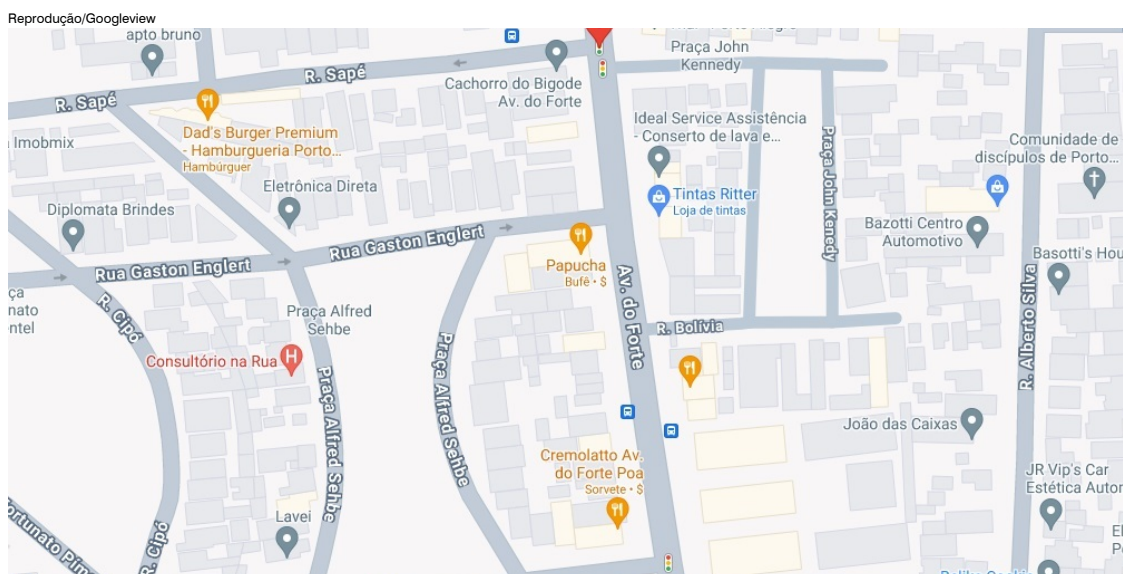 Reprodução/Googleview
apto bruno
R. Sapé
R. Sapé
Cachorro do Bigode
Av. do Forte
Praça John
Kennedy
Dad's Burger Premium
- Hamburgueria Porto...
Hambúrguer
Imobmix
Ideal Service Assistência
- Conserto de lava e...
Comunidade de
discípulos de Porto...
Praça John Kenedy
Eletrônica Direta
Tintas Ritter
Loja de tintas
Diplomata Brindes
Bazotti Centro
Automotivo
Rua Gaston Englert
Rua Gaston Englert
Papucha
Bufê • $
Av. do Forte
Basotti's Hou
R. Cipó
Praça Alfred
Sehbe
R. Bolívia
R. Alberto Silva
Consultório na Rua
H
Praça Alfred Sehbe
Praça Alfred Sehbe
João das Caixas
Cremolatto Av.
do Forte Poa
Sorvete • $
JR Vip's Car
Estética Autor
Lavei
R. Cipó